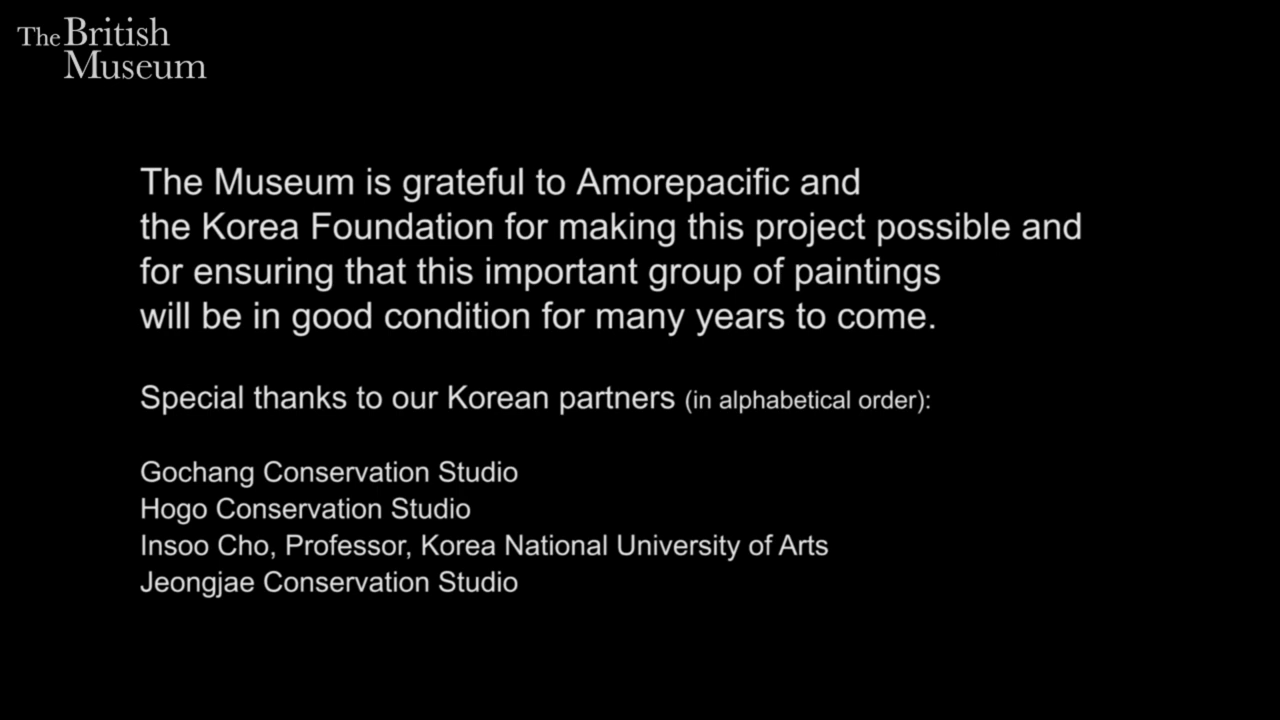 The British
Museum
The Museum is grateful to Amorepacific and
the Korea Foundation for making this project possible and
for ensuring that this important group of paintings
will be in good condition for many years to come.
Special thanks to our Korean partners (in alphabetical order):
Gochang Conservation Studio
Hogo Conservation Studio
Insoo Cho, Professor, Korea National University of Arts
Jeongjae Conservation Studio